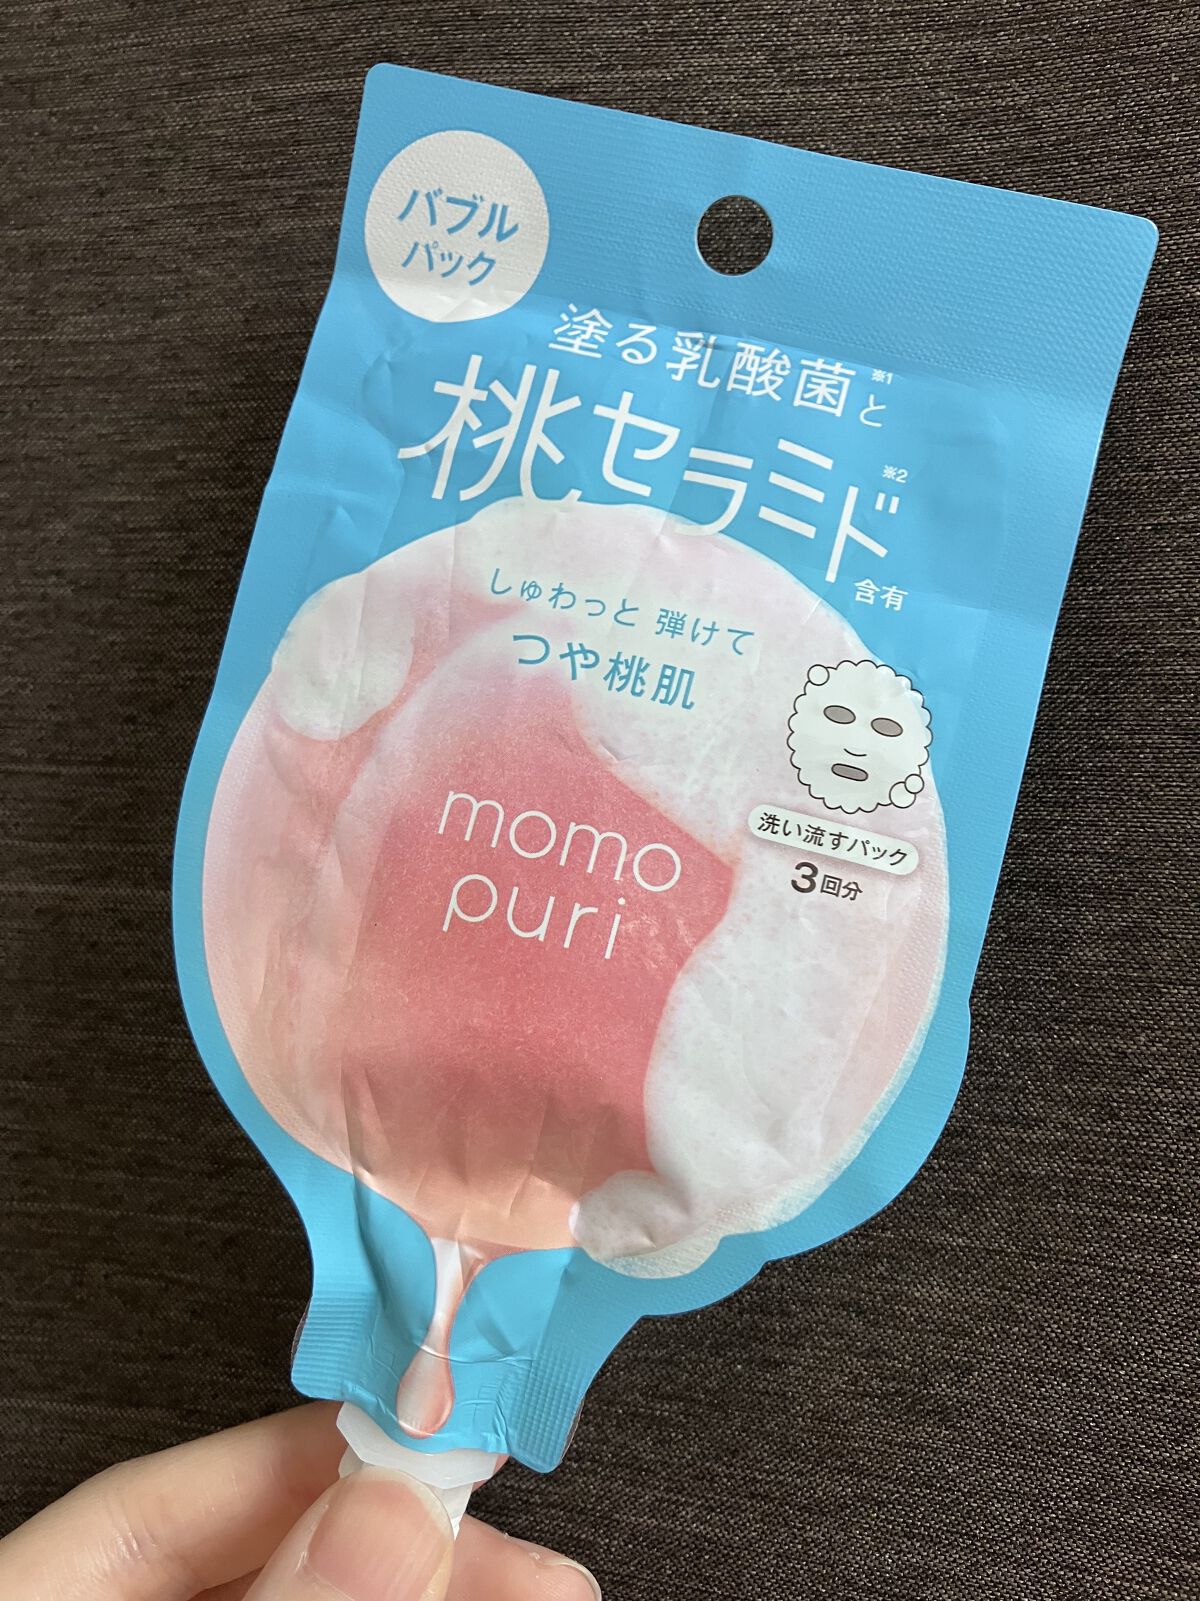 バブル
パック
塗る乳酸菌※1と
桃セラミド※2
含有
しゅわっと 弾けて
つや桃肌
momo
puri
洗い流すパック
3回分